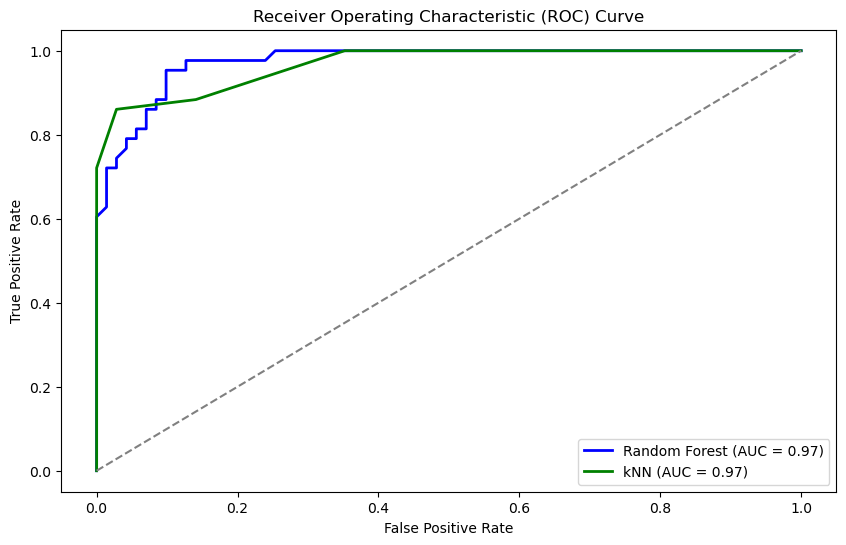 Receiver Operating Characteristic (ROC) Curve
True Positive Rate
1.0
0.8
0.6
0.4
0.2
0.0
Random Forest (AUC = 0.97)
kNN (AUC = 0.97)
0.0 0.2 0.4 0.6 0.8 1.0
False Positive Rate